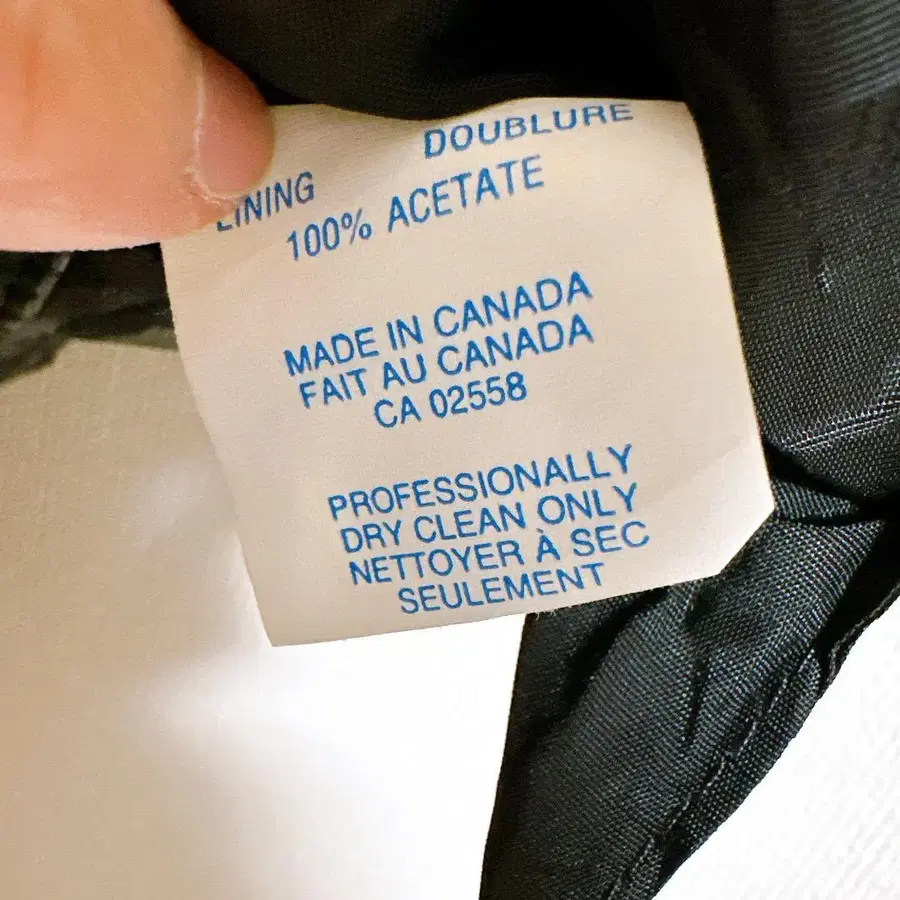 LINING DOUBLURE
100% ACETATE
MADE IN CANADA
FAIT AU CANADA
CA 02558
PROFESSIONALLY
DRY CLEAN ONLY
NETTOYER À SEC
SEULEMENT